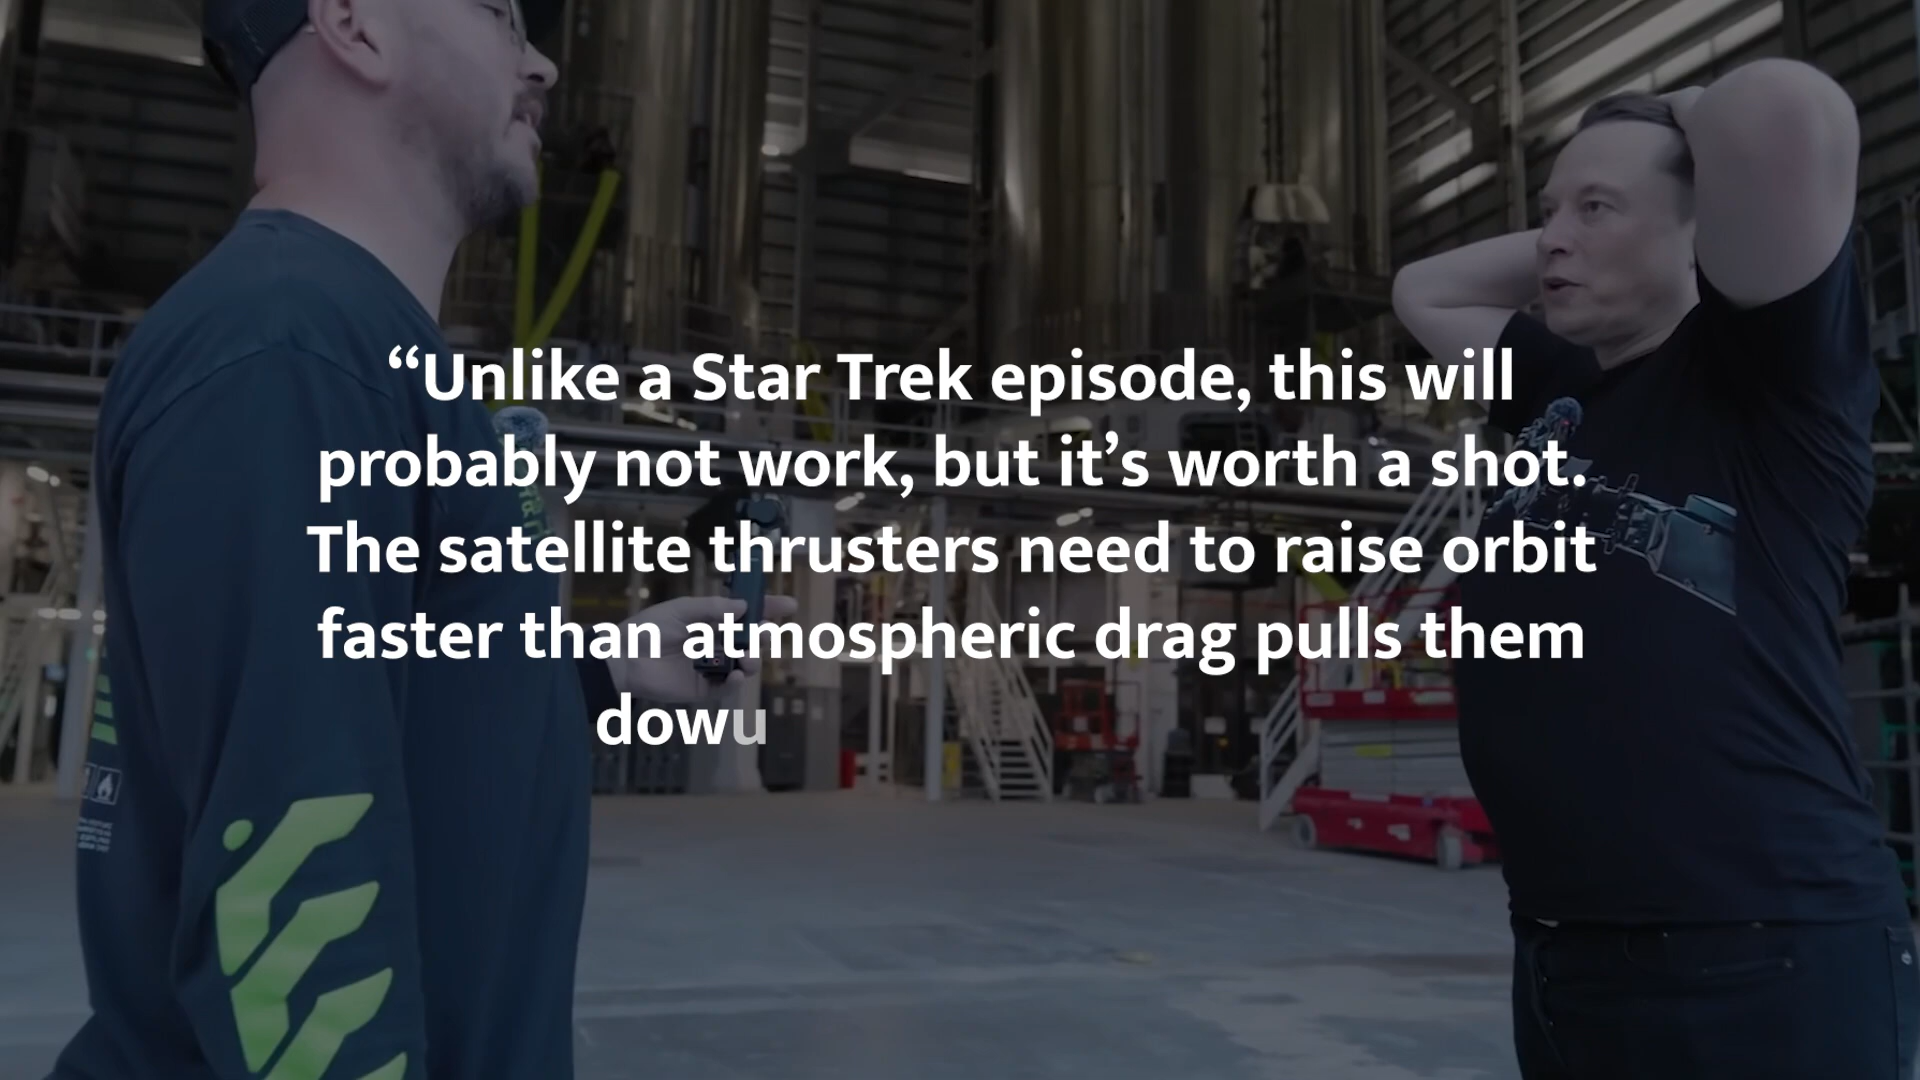 “Unlike a Star Trek episode, this will
probably not work, but it’s worth a shot.
The satellite thrusters need to raise orbit
faster than atmospheric drag pulls them
dowu